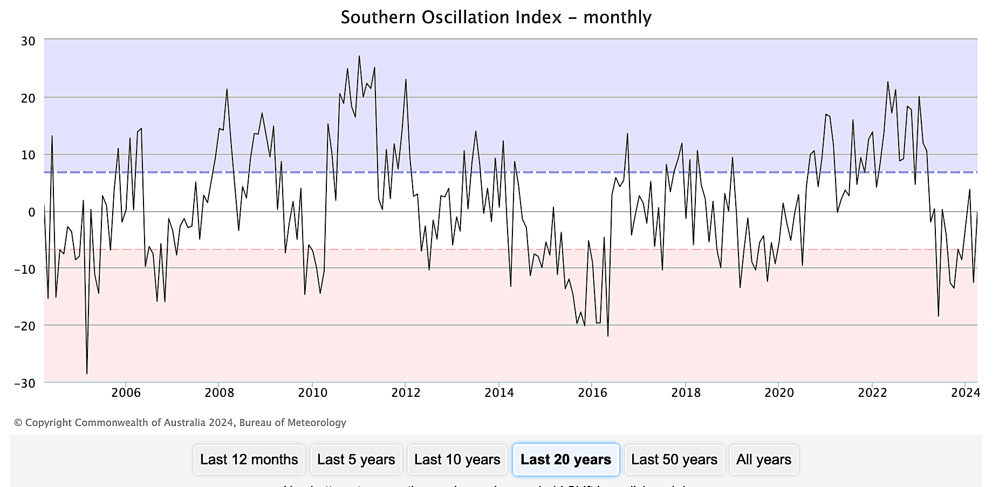 Southern Oscillation Index – monthly
30
20
10
0
−10
−20
−30
2006 2008 2010 2012 2014 2016 2018 2020 2022 2024
© Copyright Commonwealth of Australia 2024, Bureau of Meteorology
Last 12 months Last 5 years Last 10 years Last 20 years Last 50 years All years